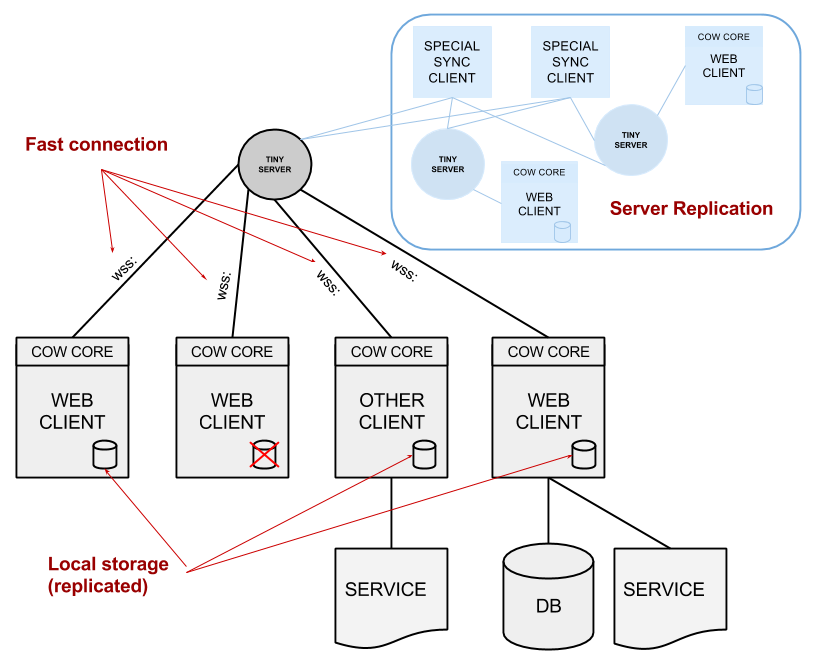 SPECIAL
SYNC
CLIENT
SPECIAL
SYNC
CLIENT
COW CORE
WEB
CLIENT
Fast connection
TINY
SERVER
TINY
SERVER
TINY
SERVER
COW CORE
WEB
CLIENT
Server Replication
wss:
wss:
wss:
wss:
COW CORE
WEB
CLIENT
COW CORE
WEB
CLIENT
COW CORE
OTHER
CLIENT
COW CORE
WEB
CLIENT
Local storage
(replicated)
SERVICE
DB
SERVICE